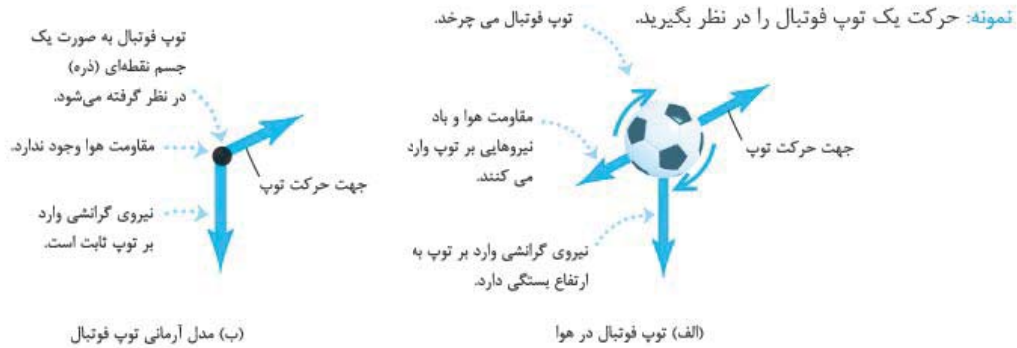 نمونه: حرکت یک توپ فوتبال را در نظر بگیرید.
توپ فوتبال می چرخد.
مقاومت هوا و باد
نیروهایی بر توپ وارد
می کنند.
جهت حرکت توپ
نیروی گرانشی وارد بر توپ به
ارتفاع بستگی دارد.
(الف) توپ فوتبال در هوا
توپ فوتبال به صورت یک
جسم نقطه‌ای (ذره)
در نظر گرفته می‌شود.
مقاومت هوا وجود ندارد.
جهت حرکت توپ
نیروی گرانشی وارد
بر توپ ثابت است.
(ب) مدل آرمانی توپ فوتبال